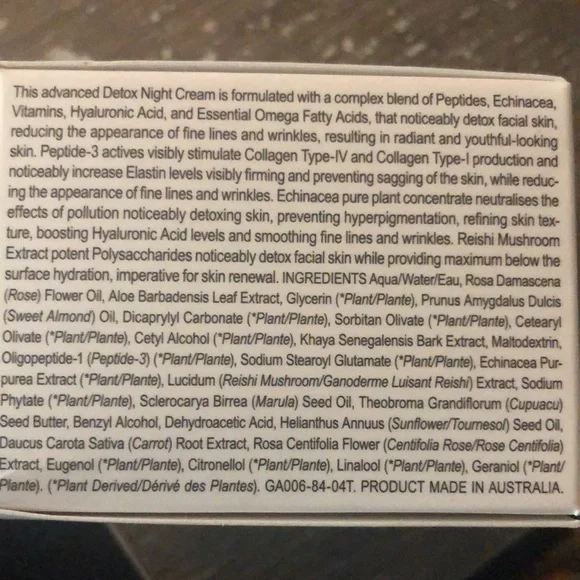 This advanced Detox Night Cream is formulated with a complex blend of Peptides, Echinacea,
Vitamins, Hyaluronic Acid, and Essential Omega Fatty Acids, that noticeably detox facial skin,
reducing the appearance of fine lines and wrinkles, resulting in radiant and youthful-looking
skin. Peptide-3 actives visibly stimulate Collagen Type-IV and Collagen Type-I production and
noticeably increase Elastin levels visibly firming and preventing sagging of the skin, while reduc-
ing the appearance of fine lines and wrinkles. Echinacea pure plant concentrate neutralises the
effects of pollution noticeably detoxing skin, preventing hyperpigmentation, refining skin tex-
ture, boosting Hyaluronic Acid levels and smoothing fine lines and wrinkles. Reishi Mushroom
Extract potent Polysaccharides noticeably detox facial skin while providing maximum below the
surface hydration, imperative for skin renewal. INGREDIENTS Aqua/Water/Eau, Rosa Damascena
(Rose) Flower Oil, Aloe Barbadensis Leaf Extract, Glycerin (*Plant/Plante), Prunus Amygdalus Dulcis
(Sweet Almond) Oil, Dicaprylyl Carbonate (*Plant/Plante), Sorbitan Olivate (*Plant/Plante), Cetearyl
Olivate (*Plant/Plante), Cetyl Alcohol (*Plant/Plante), Khaya Senegalensis Bark Extract, Maltodextrin,
Oligopeptide-1 (Peptide-3) (*Plant/Plante), Sodium Stearoyl Glutamate (*Plant/Plante), Echinacea Pur-
purea Extract (*Plant/Plante), Lucidum (Reishi Mushroom/Ganoderme Luisant Reishi) Extract, Sodium
Phytate (*Plant/Plante), Sclerocarya Birrea (Marula) Seed Oil, Theobroma Grandiflorum (Cupuacu)
Seed Butter, Benzyl Alcohol, Dehydroacetic Acid, Helianthus Annuus (Sunflower/Tournesol) Seed Oil,
Daucus Carota Sativa (Carrot) Root Extract, Rosa Centifolia Flower (Centifolia Rose/Rose Centifolia)
Extract, Eugenol (*Plant/Plante), Citronellol (*Plant/Plante), Linalool (*Plant/Plante), Geraniol (*Plant/
Plante). (*Plant Derived/Dérivé des Plantes). GA006-84-04T. PRODUCT MADE IN AUSTRALIA.